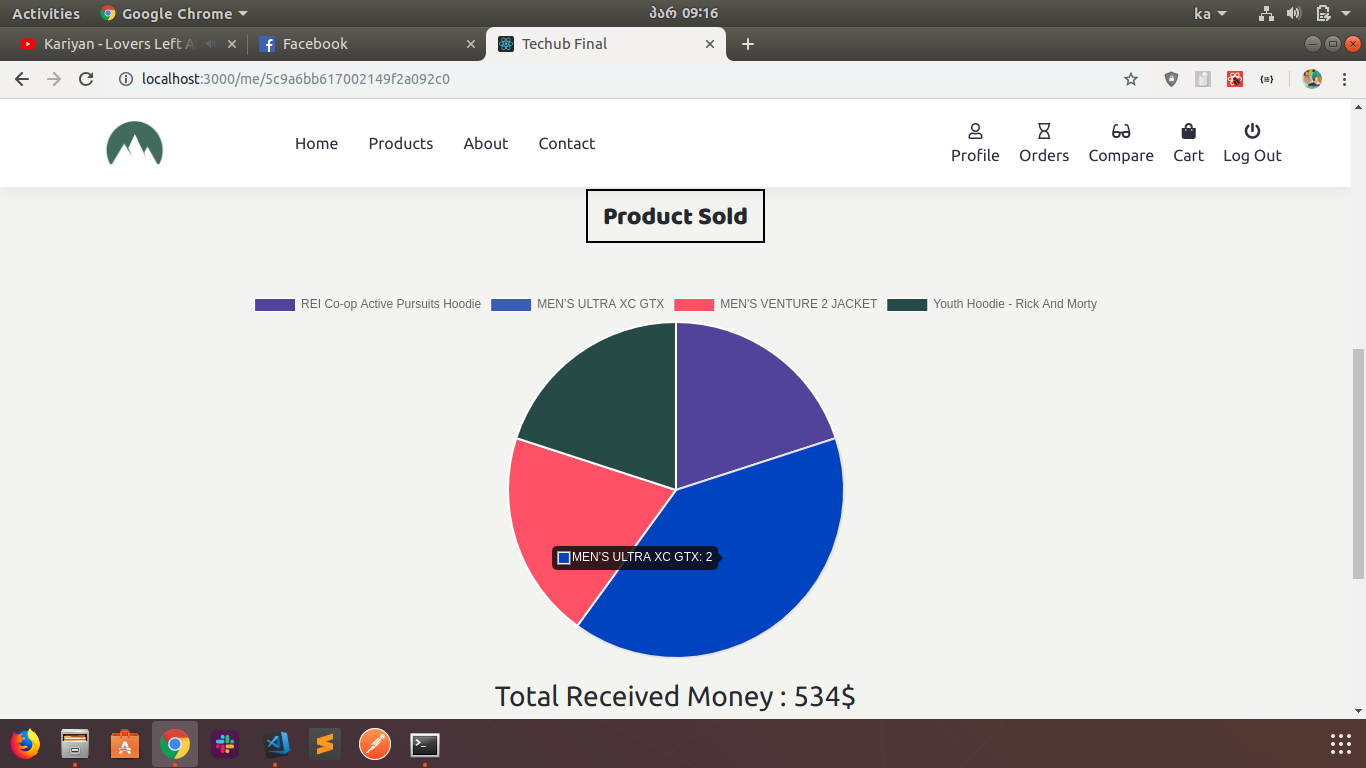 Activities Google Chrome პარ 09:16 ka
Kariyan - Lovers Left A Facebook Techub Final
localhost:3000/me/5c9a6bb617002149f2a092c0
Home Products About Contact Profile Orders Compare Cart Log Out
Product Sold
REI Co-op Active Pursuits Hoodie MEN'S ULTRA XC GTX MEN'S VENTURE 2 JACKET Youth Hoodie - Rick And Morty
MEN'S ULTRA XC GTX: 2
Total Received Money : 534$